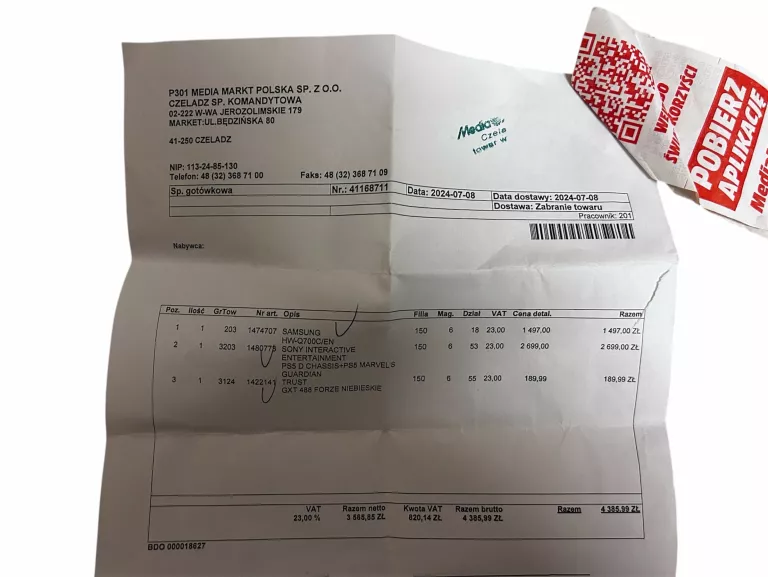 P301 MEDIA MARKT POLSKA SP. Z O.O.
CZELADZ SP. KOMANDYTOWA
02-222 W-WA JEROZOLIMSKIE 179
MARKET:UL.BĘDZIŃSKA 80
41-250 CZELADZ
NIP: 113-24-85-130
Telefon: 48 (32) 368 71 00 Faks: 48 (32) 368 71 09
Sp. gotówkowa Nr.: 41168711 Data: 2024-07-08 Data dostawy: 2024-07-08
Dostawa: Zabranie towaru
Pracownik: 201
Nabywca:
Media
Czele
towar w
POBIERZ
APLIKACJĘ
Media
Poz. Ilość GrTow Nr art. Opis Filia Mag. Dział VAT Cena detal. Razem
1 1 203 1474707 SAMSUNG 150 6 18 23,00 1 497,00 1 497,00 ZŁ
HW-Q700C/EN
2 1 3203 1480778 SONY INTERACTIVE 150 6 53 23,00 2 699,00 2 699,00 ZŁ
ENTERTAINMENT
PS5 D CHASSIS+PS5 MARVEL'S
GUARDIAN
3 1 3124 1422141 TRUST 150 6 55 23,00 189,99 189,99 ZŁ
GXT 488 FORZE NIEBIESKIE
VAT Razem netto Kwota VAT Razem brutto Razem 4 385,99 ZŁ
23,00 % 3 565,85 ZŁ 820,14 ZŁ 4 385,99 ZŁ
BDO 000018627